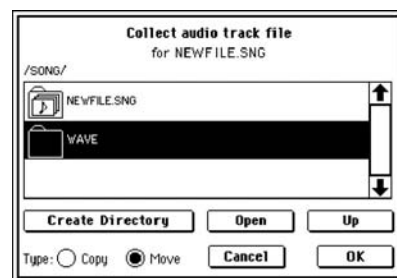 Collect audio track file
for NEWFILE.SNG
/SONG/
NEWFILE.SNG
WAVE
Create Directory Open Up
Type: Copy Move Cancel OK